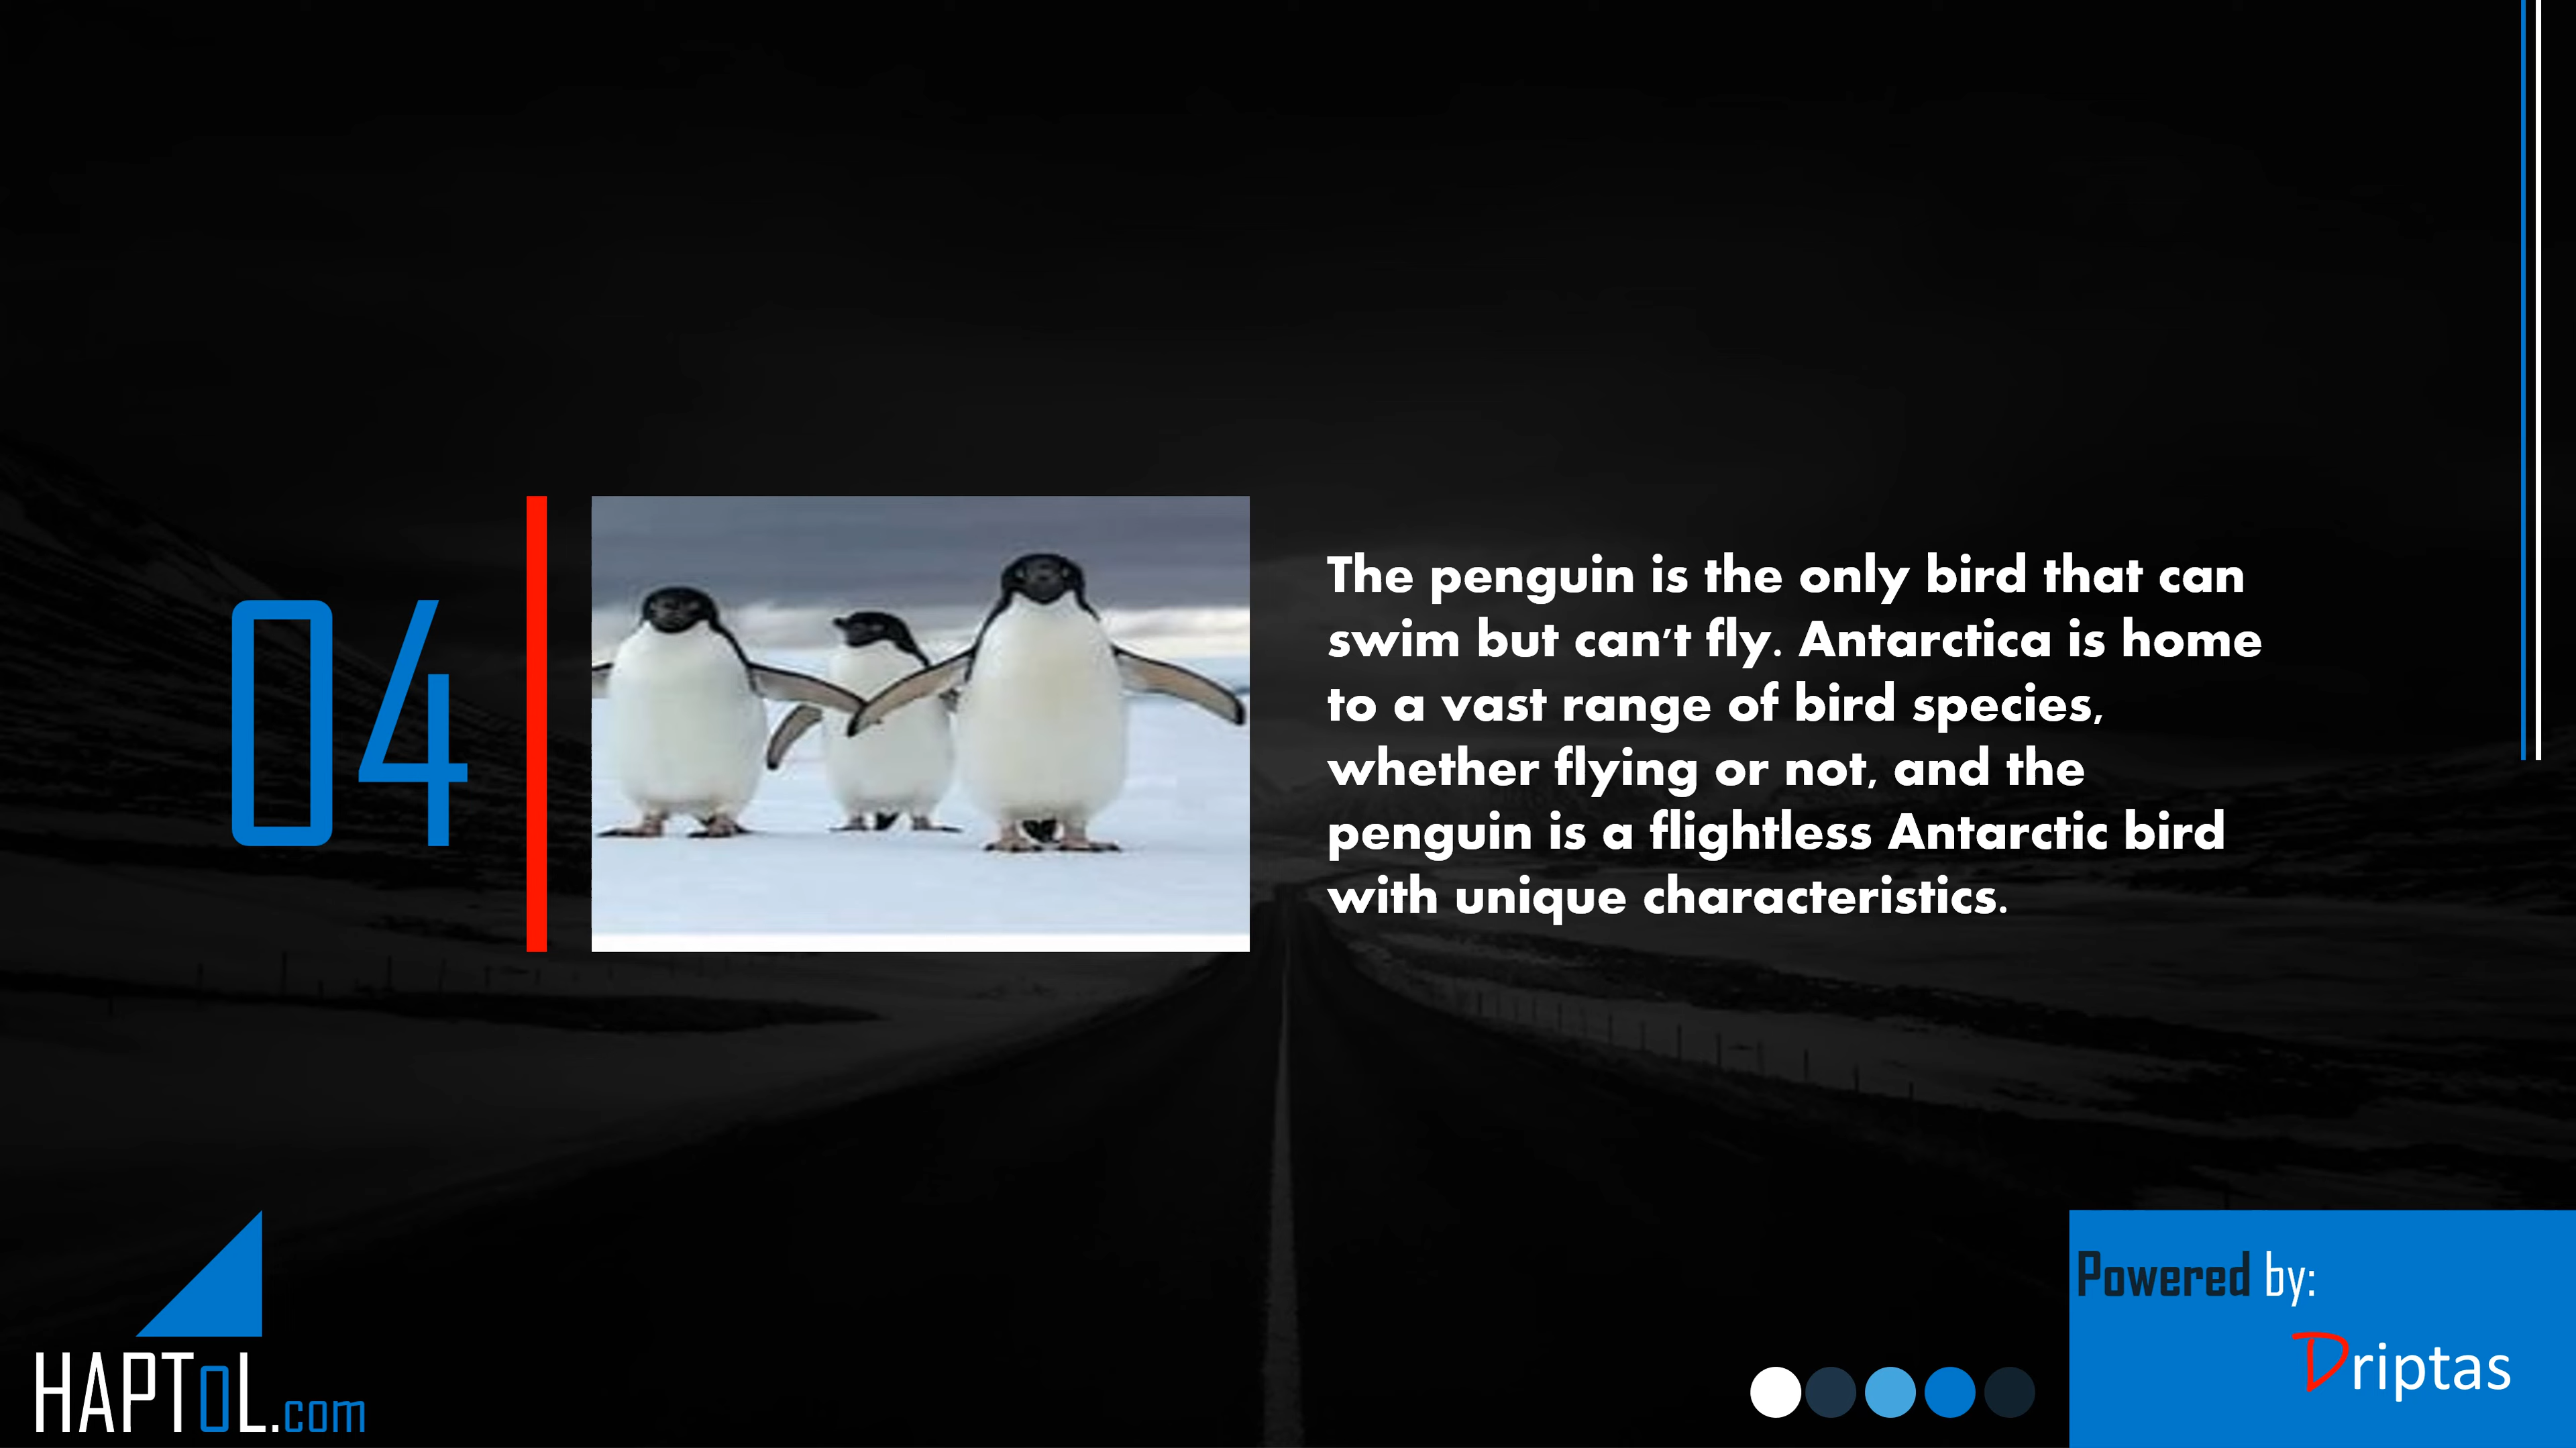 04
The penguin is the only bird that can
swim but can't fly. Antarctica is home
to a vast range of bird species,
whether flying or not, and the
penguin is a flightless Antarctic bird
with unique characteristics.
HAPToL.com
Powered by:
Driptas